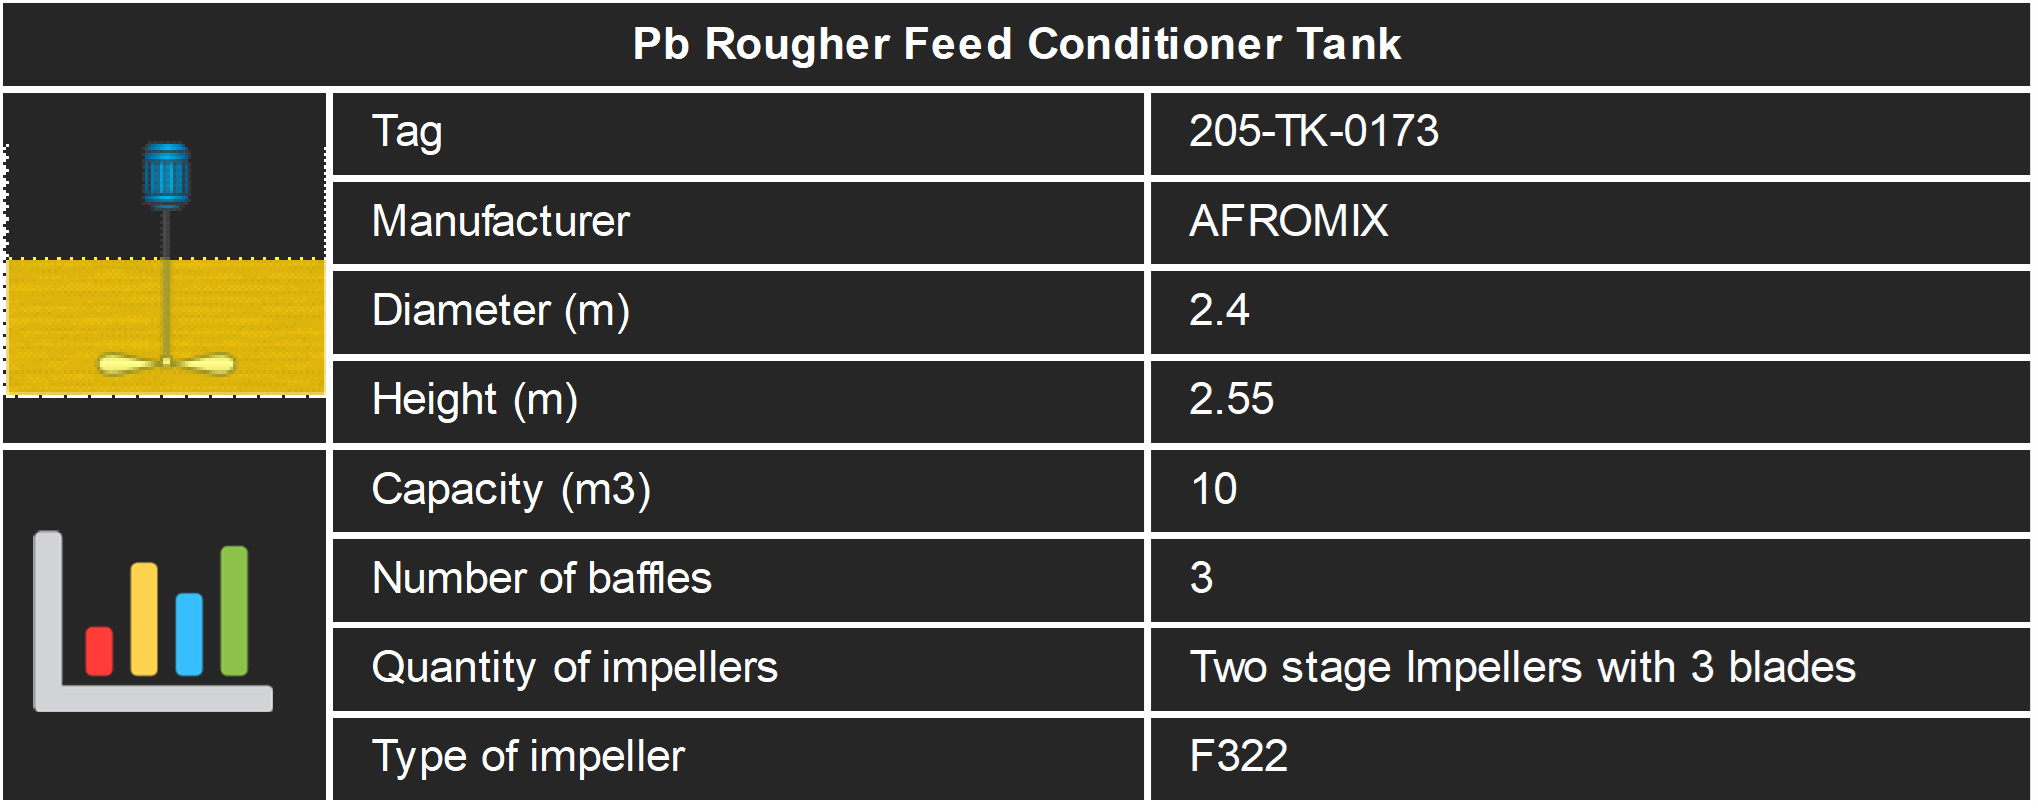 Pb Rougher Feed Conditioner Tank
Tag 205-TK-0173
Manufacturer AFROMIX
Diameter (m) 2.4
Height (m) 2.55
Capacity (m3) 10
Number of baffles 3
Quantity of impellers Two stage Impellers with 3 blades
Type of impeller F322